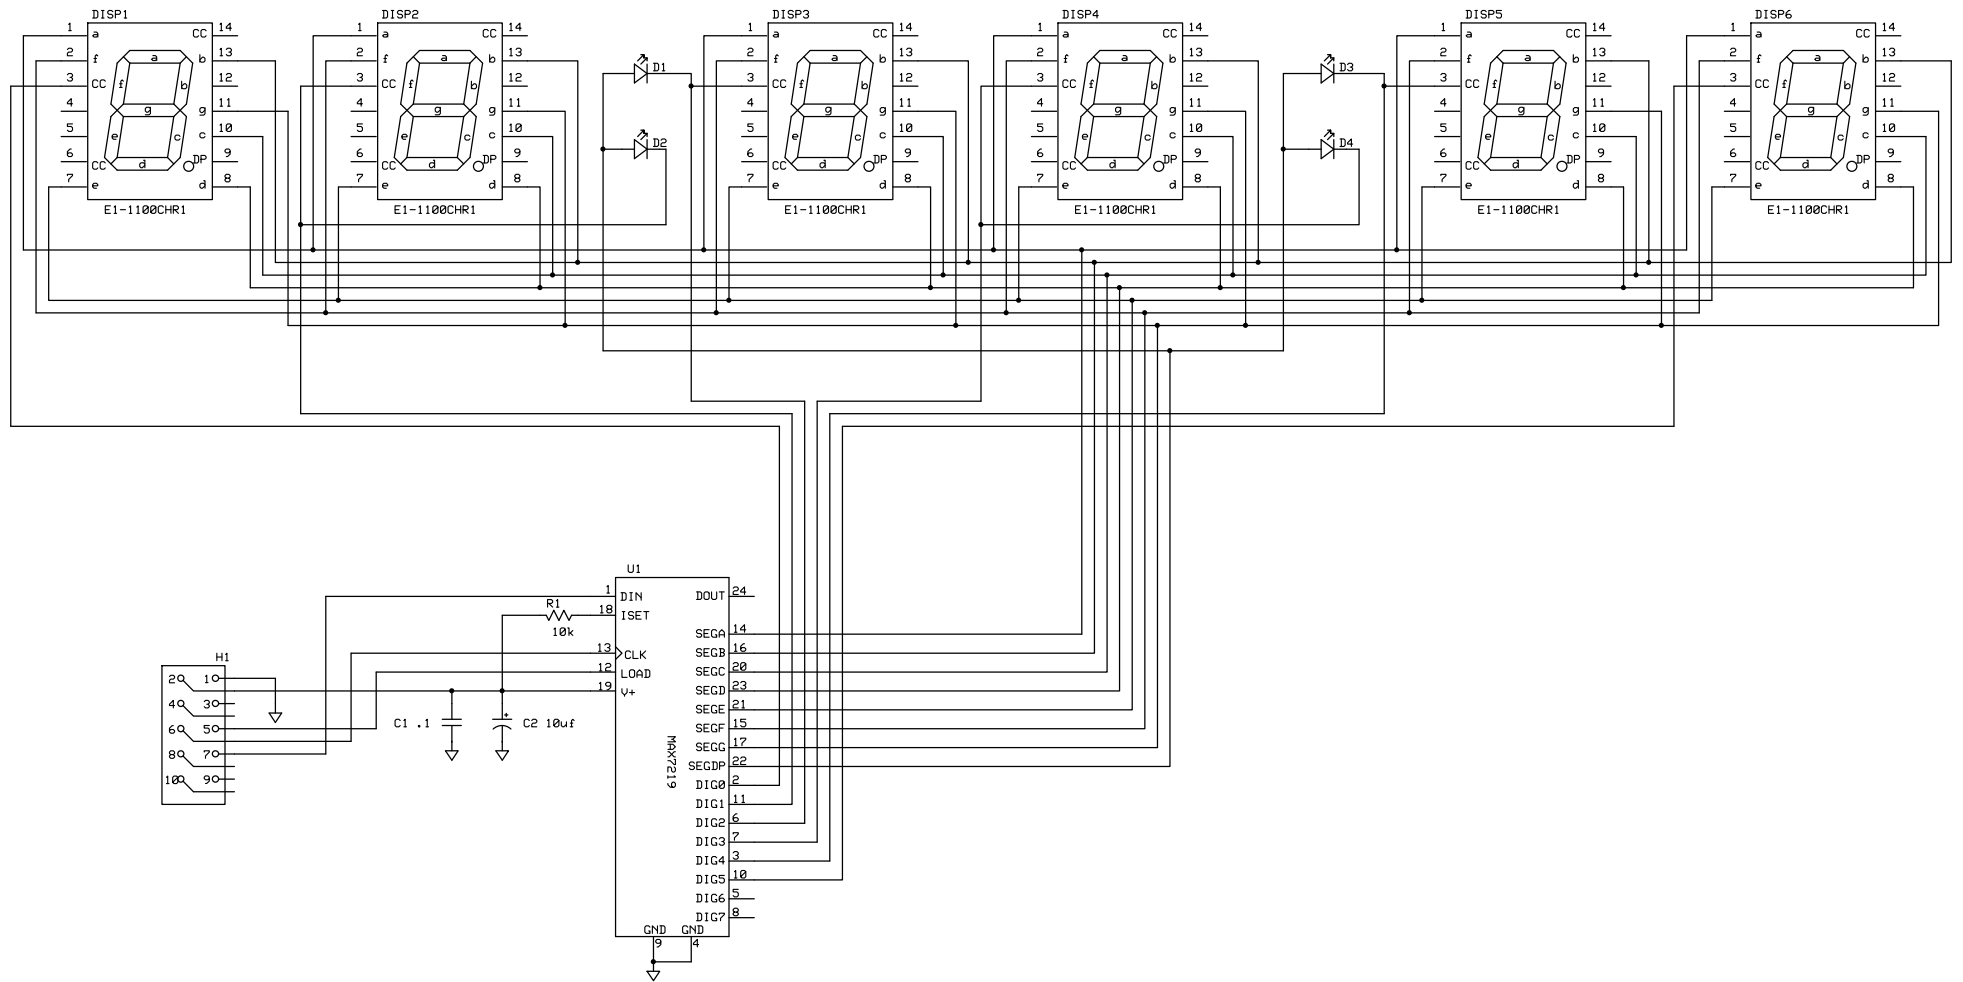 DISP1
1 a CC 14
2 f b 13
3 CC 12
4 g 11
5 c 10
6 CC DP 9
7 e d 8
a
f b
g
e c
d
E1-1100CHR1
DISP2
1 a CC 14
2 f b 13
3 CC 12
4 g 11
5 c 10
6 CC DP 9
7 e d 8
a
f b
g
e c
d
E1-1100CHR1
D1
D2
DISP3
1 a CC 14
2 f b 13
3 CC 12
4 g 11
5 c 10
6 CC DP 9
7 e d 8
a
f b
g
e c
d
E1-1100CHR1
DISP4
1 a CC 14
2 f b 13
3 CC 12
4 g 11
5 c 10
6 CC DP 9
7 e d 8
a
f b
g
e c
d
E1-1100CHR1
D3
D4
DISP5
1 a CC 14
2 f b 13
3 CC 12
4 g 11
5 c 10
6 CC DP 9
7 e d 8
a
f b
g
e c
d
E1-1100CHR1
DISP6
1 a CC 14
2 f b 13
3 CC 12
4 g 11
5 c 10
6 CC DP 9
7 e d 8
a
f b
g
e c
d
E1-1100CHR1
H1
2 1
4 3
6 5
8 7
10 9
C1 .1
+
C2 10uf
R1
10k
U1
1 DIN
18 ISET
13 CLK
12 LOAD
19 V+
MAX7219
DOUT 24
SEGA 14
SEGB 16
SEGC 20
SEGD 23
SEGE 21
SEGF 15
SEGG 17
SEGDP 22
DIG0 2
DIG1 11
DIG2 6
DIG3 7
DIG4 3
DIG5 10
DIG6 5
DIG7 8
GND GND
9 4